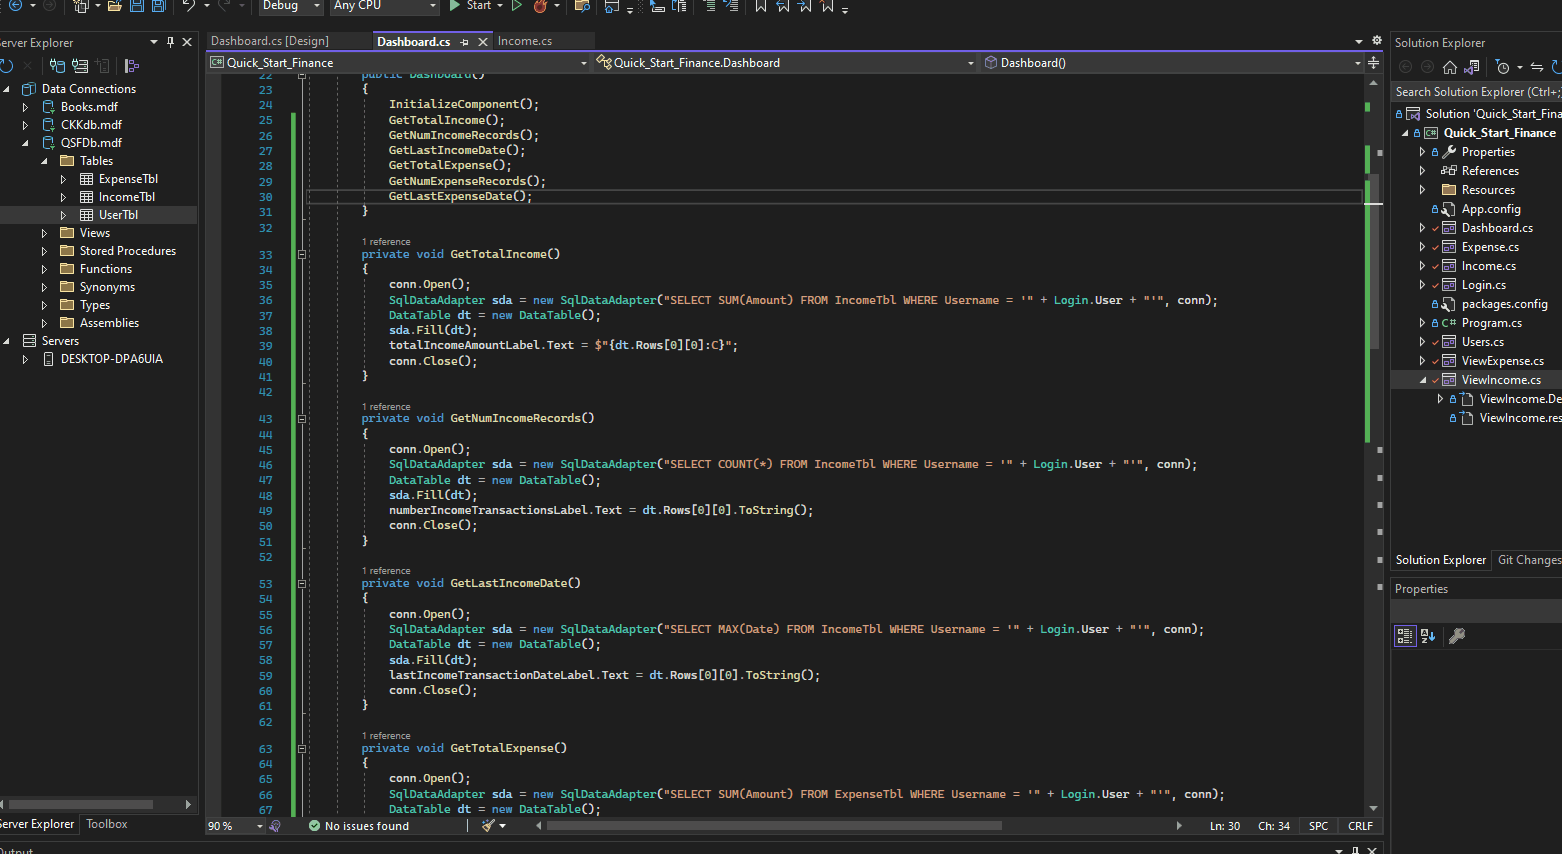 Debug
Any CPU
Start
Server Explorer
Data Connections
Books.mdf
CKKdb.mdf
QSFDb.mdf
Tables
ExpenseTbl
IncomeTbl
UserTbl
Views
Stored Procedures
Functions
Synonyms
Types
Assemblies
Servers
DESKTOP-DPA6UIA
Server Explorer
Toolbox
Dashboard.cs [Design]
Dashboard.cs
Income.cs
Quick_Start_Finance
Quick_Start_Finance.Dashboard
Dashboard()
22 public Dashboard()
23 {
24 InitializeComponent();
25 GetTotalIncome();
26 GetNumIncomeRecords();
27 GetLastIncomeDate();
28 GetTotalExpense();
29 GetNumExpenseRecords();
30 GetLastExpenseDate();
31 }
32
1 reference
33 private void GetTotalIncome()
34 {
35 conn.Open();
36 SqlDataAdapter sda = new SqlDataAdapter("SELECT SUM(Amount) FROM IncomeTbl WHERE Username = '" + Login.User + "'", conn);
37 DataTable dt = new DataTable();
38 sda.Fill(dt);
39 totalIncomeAmountLabel.Text = $"{dt.Rows[0][0]:C}";
40 conn.Close();
41 }
42
1 reference
43 private void GetNumIncomeRecords()
44 {
45 conn.Open();
46 SqlDataAdapter sda = new SqlDataAdapter("SELECT COUNT(*) FROM IncomeTbl WHERE Username = '" + Login.User + "'", conn);
47 DataTable dt = new DataTable();
48 sda.Fill(dt);
49 numberIncomeTransactionsLabel.Text = dt.Rows[0][0].ToString();
50 conn.Close();
51 }
52
1 reference
53 private void GetLastIncomeDate()
54 {
55 conn.Open();
56 SqlDataAdapter sda = new SqlDataAdapter("SELECT MAX(Date) FROM IncomeTbl WHERE Username = '" + Login.User + "'", conn);
57 DataTable dt = new DataTable();
58 sda.Fill(dt);
59 lastIncomeTransactionDateLabel.Text = dt.Rows[0][0].ToString();
60 conn.Close();
61 }
62
1 reference
63 private void GetTotalExpense()
64 {
65 conn.Open();
66 SqlDataAdapter sda = new SqlDataAdapter("SELECT SUM(Amount) FROM ExpenseTbl WHERE Username = '" + Login.User + "'", conn);
67 DataTable dt = new DataTable();
90 %
No issues found
Ln: 30
Ch: 34
SPC
CRLF
Output
Solution Explorer
Search Solution Explorer (Ctrl+;
Solution 'Quick_Start_Fina
Quick_Start_Finance
Properties
References
Resources
App.config
Dashboard.cs
Expense.cs
Income.cs
Login.cs
packages.config
C# Program.cs
Users.cs
ViewExpense.cs
ViewIncome.cs
ViewIncome.De
ViewIncome.res
Solution Explorer
Git Changes
Properties